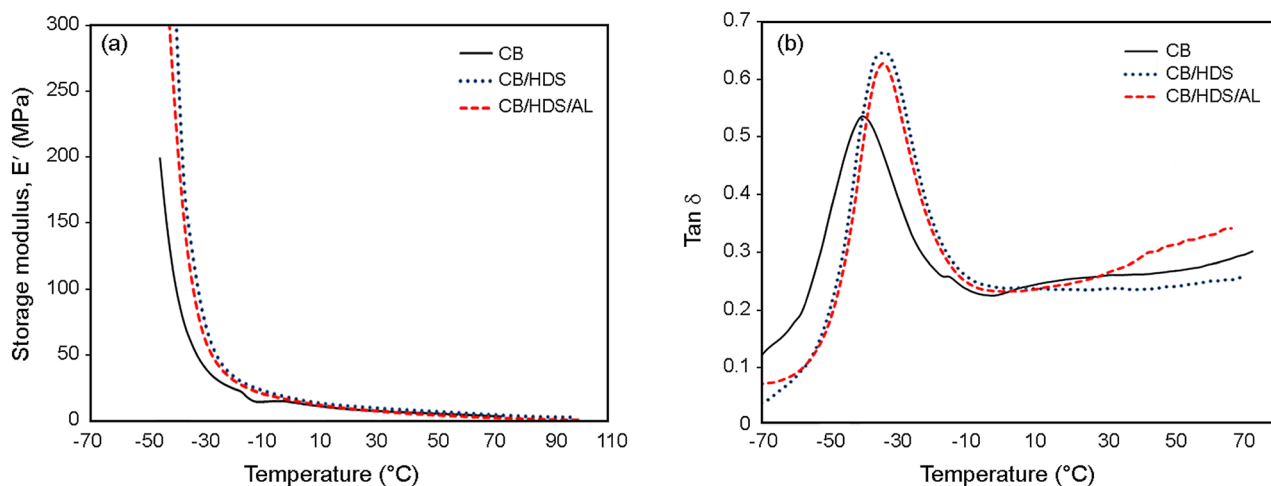 (a)
Storage modulus, E′ (MPa)
300
250
200
150
100
50
0
-70 -50 -30 -10 10 30 50 70 90 110
Temperature (°C)
CB
CB/HDS
CB/HDS/AL
(b)
Tan δ
0.7
0.6
0.5
0.4
0.3
0.2
0.1
0
-70 -50 -30 -10 10 30 50 70
Temperature (°C)
CB
CB/HDS
CB/HDS/AL